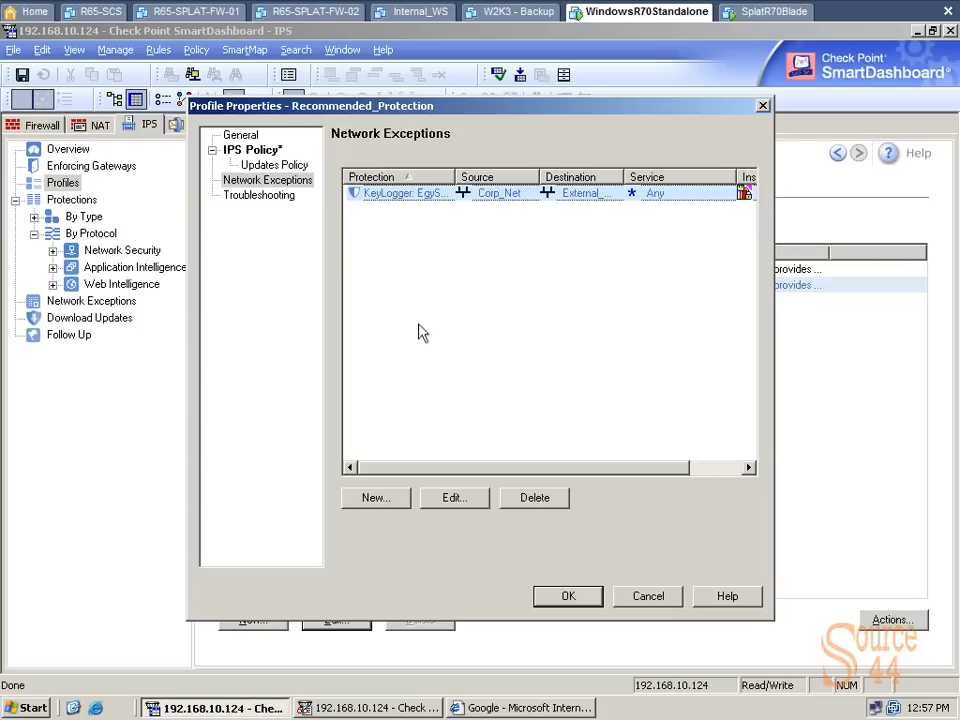 Home R65-SCS R65-SPLAT-FW-01 R65-SPLAT-FW-02 Internal_WS W2K3 - Backup WindowsR70Standalone SplatR70Blade
192.168.10.124 - Check Point SmartDashboard - IPS
File Edit View Manage Rules Policy SmartMap Search Window Help
Check Point
SmartDashboard
Profile Properties - Recommended_Protection
Firewall NAT IPS
Overview
Enforcing Gateways
Profiles
Protections
By Type
By Protocol
Network Security
Application Intelligence
Web Intelligence
Network Exceptions
Download Updates
Follow Up
General
IPS Policy*
Updates Policy
Network Exceptions
Troubleshooting
Network Exceptions
Protection Source Destination Service Ins
KeyLogger: EgyS... Corp_Net External_... Any
New... Edit... Delete
OK Cancel Help
Help
provides ...
provides ...
Actions...
Source
44
Done 192.168.10.124 Read/Write NUM
Start 192.168.10.124 - Che... 192.168.10.124 - Check ... Google - Microsoft Intern... 12:57 PM